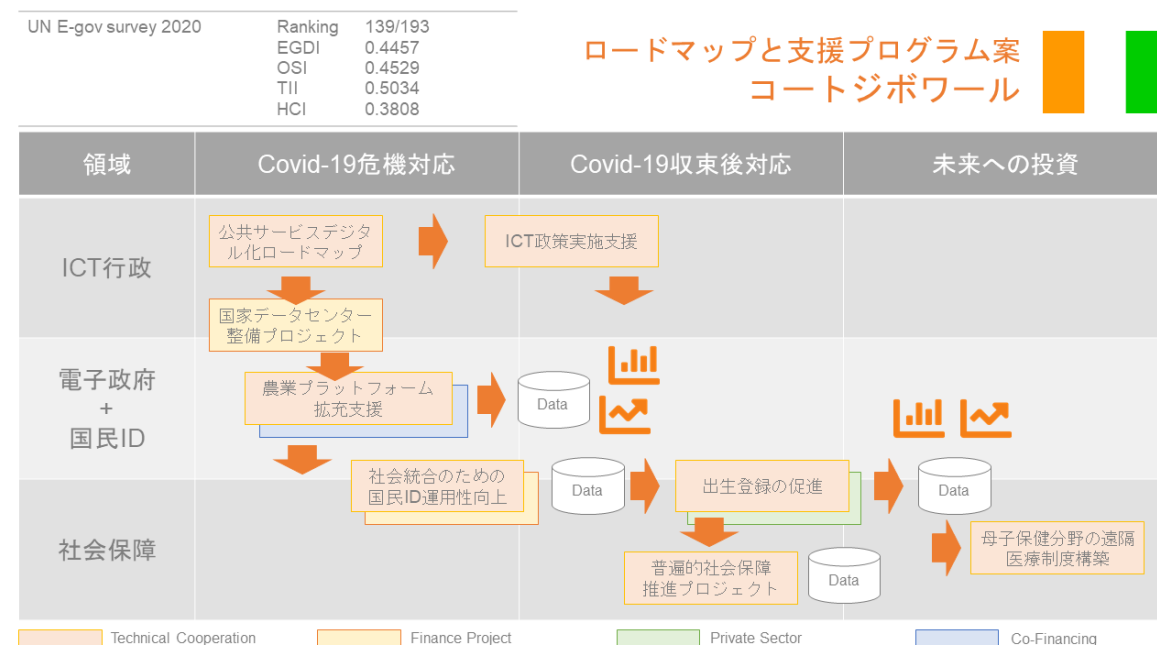 UN E-gov survey 2020
Ranking 139/193
EGDI 0.4457
OSI 0.4529
TII 0.5034
HCI 0.3808
ロードマップと支援プログラム案
コートジボワール
領域
Covid-19危機対応
Covid-19収束後対応
未来への投資
ICT行政
公共サービスデジタ
ル化ロードマップ
ICT政策実施支援
国家データセンター
整備プロジェクト
電子政府
+
国民ID
農業プラットフォーム
拡充支援
Data
社会統合のための
国民ID運用性向上
Data
出生登録の促進
Data
社会保障
普遍的社会保障
推進プロジェクト
Data
母子保健分野の遠隔
医療制度構築
Technical Cooperation
Finance Project
Private Sector
Co-Financing